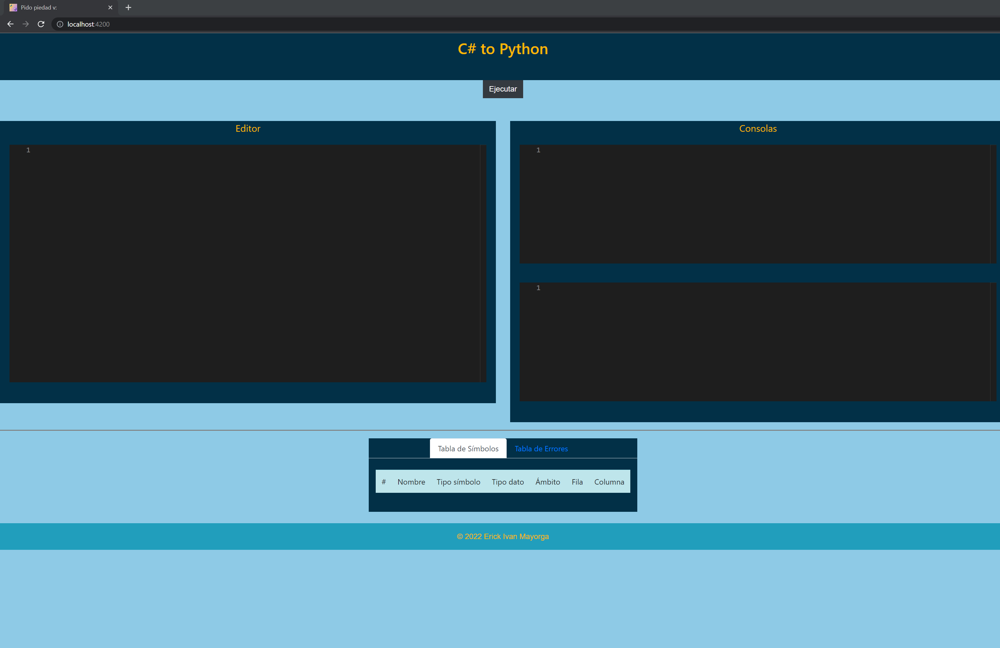 Pido piedad v:
localhost:4200
C# to Python
Ejecutar
Editor
Consolas
1
1
1
Tabla de Símbolos Tabla de Errores
# Nombre Tipo símbolo Tipo dato Ámbito Fila Columna
© 2022 Erick Ivan Mayorga